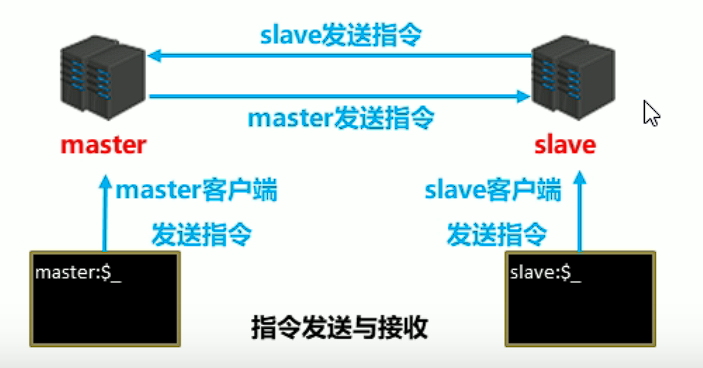 slave发送指令
master发送指令
master
slave
master客户端
发送指令
slave客户端
发送指令
master:$_
slave:$_
指令发送与接收